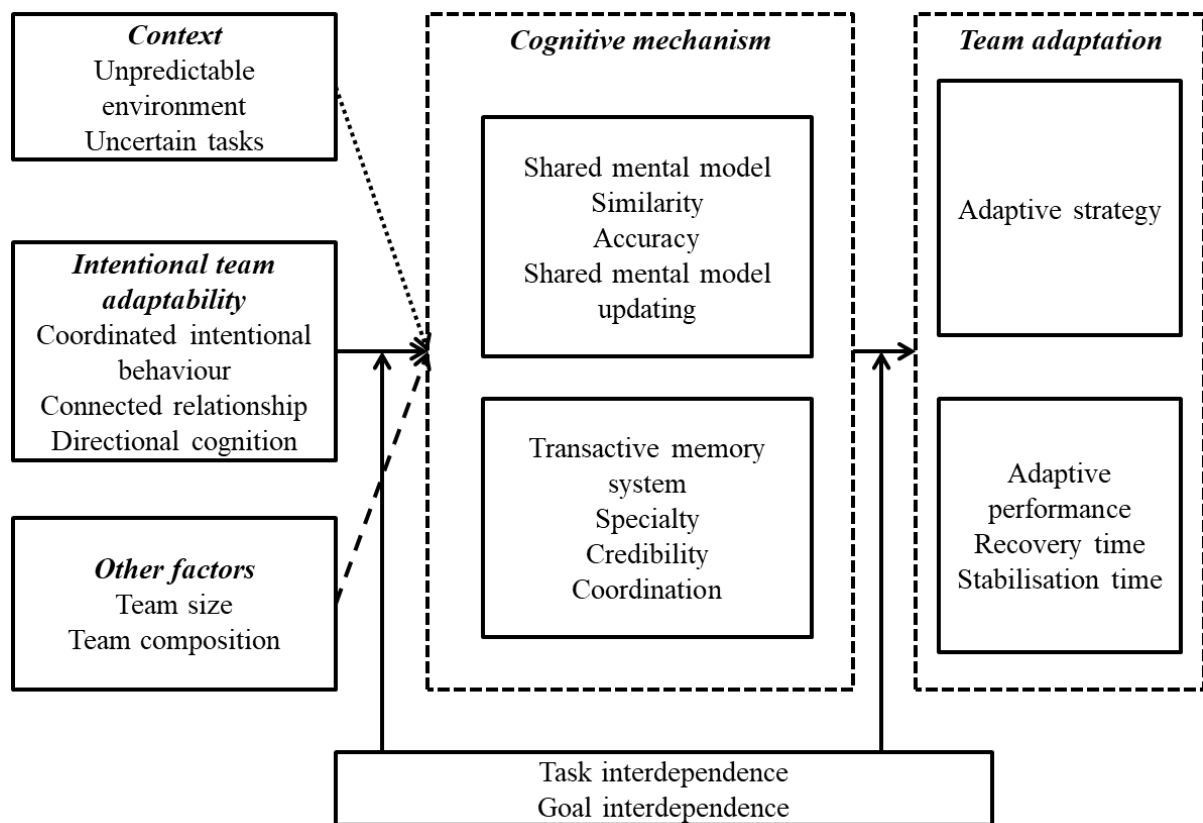 Context
Unpredictable
environment
Uncertain tasks
Intentional team
adaptability
Coordinated intentional
behaviour
Connected relationship
Directional cognition
Other factors
Team size
Team composition
Cognitive mechanism
Shared mental model
Similarity
Accuracy
Shared mental model
updating
Transactive memory
system
Specialty
Credibility
Coordination
Team adaptation
Adaptive strategy
Adaptive
performance
Recovery time
Stabilisation time
Task interdependence
Goal interdependence